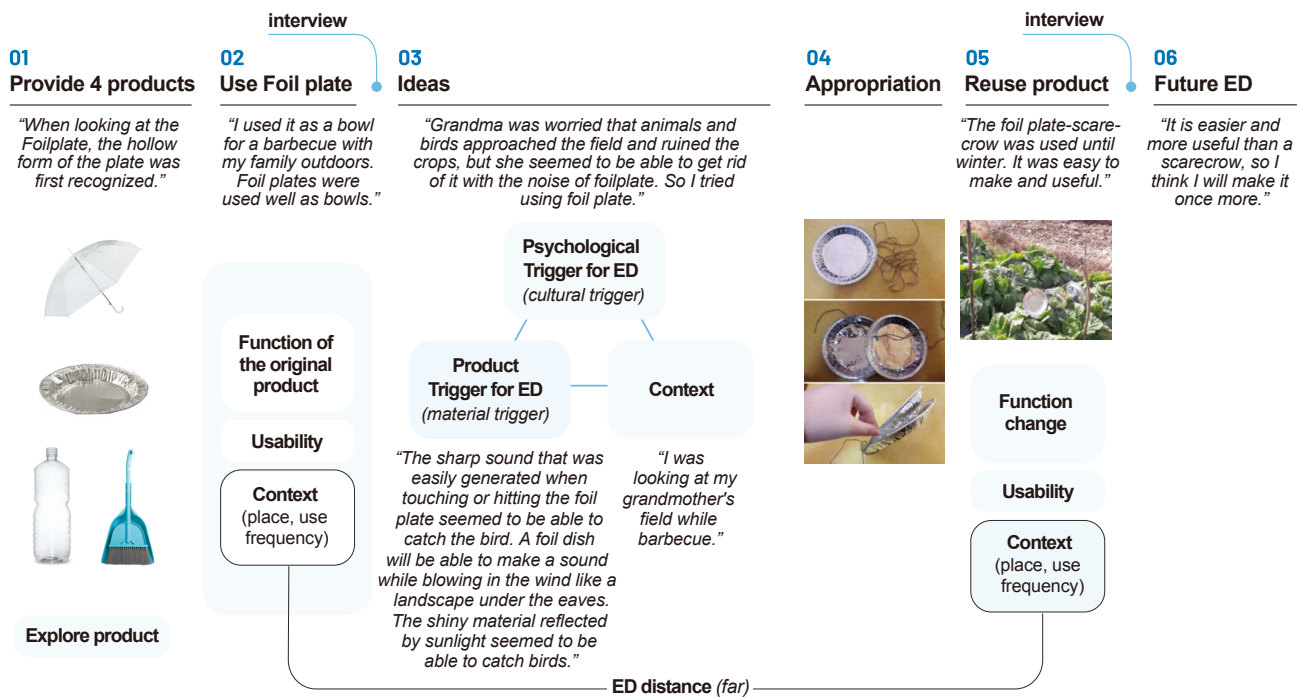 interview
interview
01
Provide 4 products
02
Use Foil plate
03
Ideas
04
Appropriation
05
Reuse product
06
Future ED
“When looking at the
Foilplate, the hollow
form of the plate was
first recognized.”
“I used it as a bowl
for a barbecue with
my family outdoors.
Foil plates were
used well as bowls.”
“Grandma was worried that animals and
birds approached the field and ruined the
crops, but she seemed to be able to get rid
of it with the noise of foilplate. So I tried
using foil plate.”
“The foil plate-scare-
crow was used until
winter. It was easy to
make and useful.”
“It is easier and
more useful than a
scarecrow, so I
think I will make it
once more.”
Explore product
Function of
the original
product
Usability
Context
(place, use
frequency)
Psychological
Trigger for ED
(cultural trigger)
Product
Trigger for ED
(material trigger)
Context
“The sharp sound that was
easily generated when
touching or hitting the foil
plate seemed to be able to
catch the bird. A foil dish
will be able to make a sound
while blowing in the wind like a
landscape under the eaves.
The shiny material reflected
by sunlight seemed to be
able to catch birds.”
“I was
looking at my
grandmother's
field while
barbecue.”
Function
change
Usability
Context
(place, use
frequency)
ED distance (far)